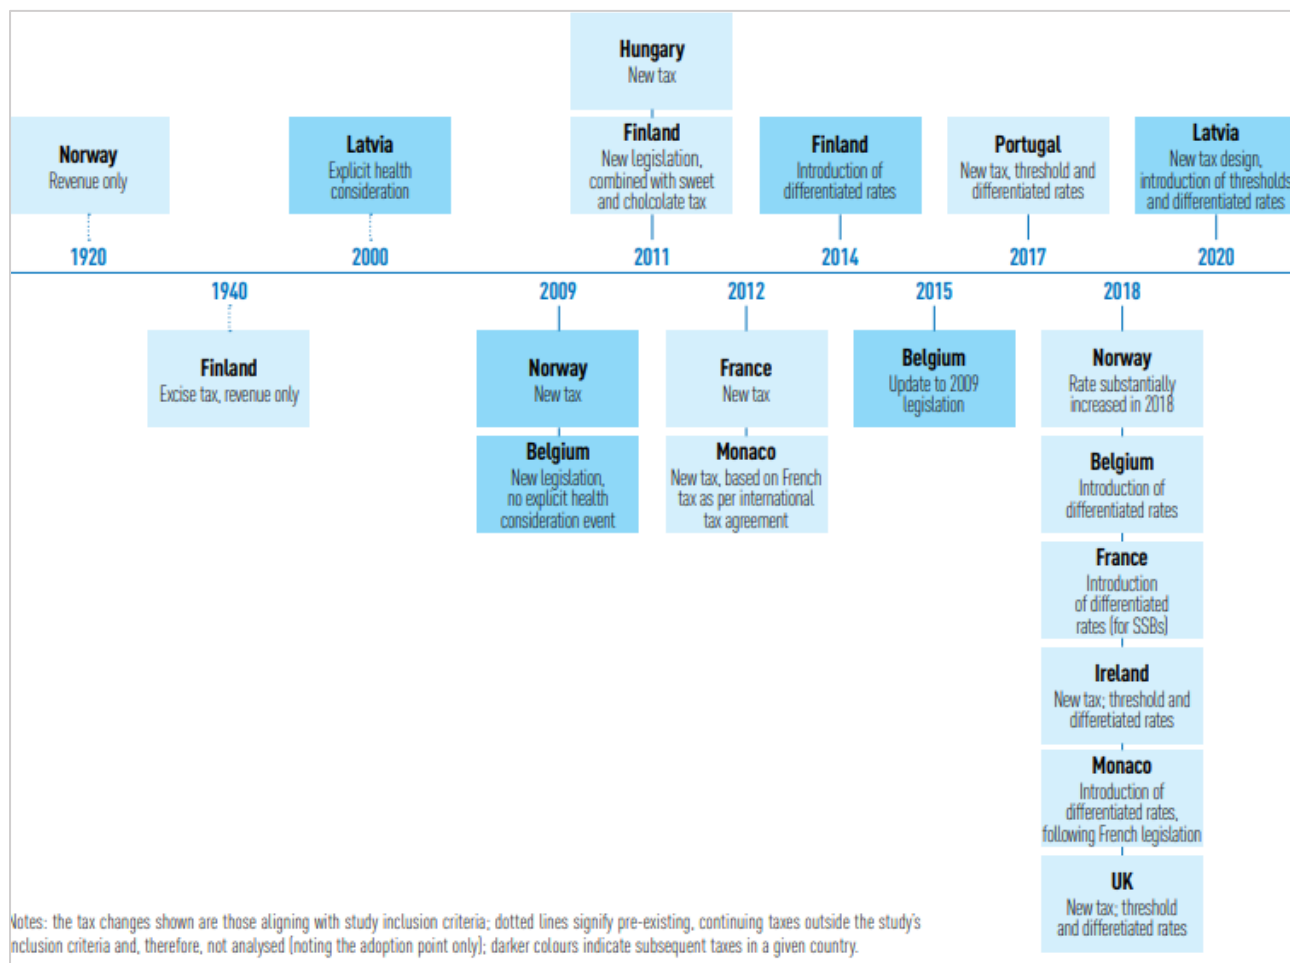 Hungary
New tax
Norway
Revenue only
Latvia
Explicit health
consideration
Finland
New legislation,
combined with sweet
and cholcolate tax
Finland
Introduction of
differentiated rates
Portugal
New tax, threshold and
differentiated rates
Latvia
New tax design,
introduction of thresholds
and differentiated rates
1920
2000
2011
2014
2017
2020
1940
2009
2012
2015
2018
Finland
Excise tax, revenue only
Norway
New tax
Belgium
New legislation,
no explicit health
consideration event
France
New tax
Monaco
New tax, based on French
tax as per international
tax agreement
Belgium
Update to 2009
legislation
Norway
Rate substantially
increased in 2018
Belgium
Introduction of
differentiated rates
France
Introduction
of differentiated
rates (for SSBs)
Ireland
New tax; threshold and
differetiated rates
Monaco
Introduction of
differentiated rates,
following French legislation
UK
New tax; threshold
and differetiated rates
Notes: the tax changes shown are those aligning with study inclusion criteria; dotted lines signify pre-existing, continuing taxes outside the study's
inclusion criteria and, therefore, not analysed (noting the adoption point only); darker colours indicate subsequent taxes in a given country.